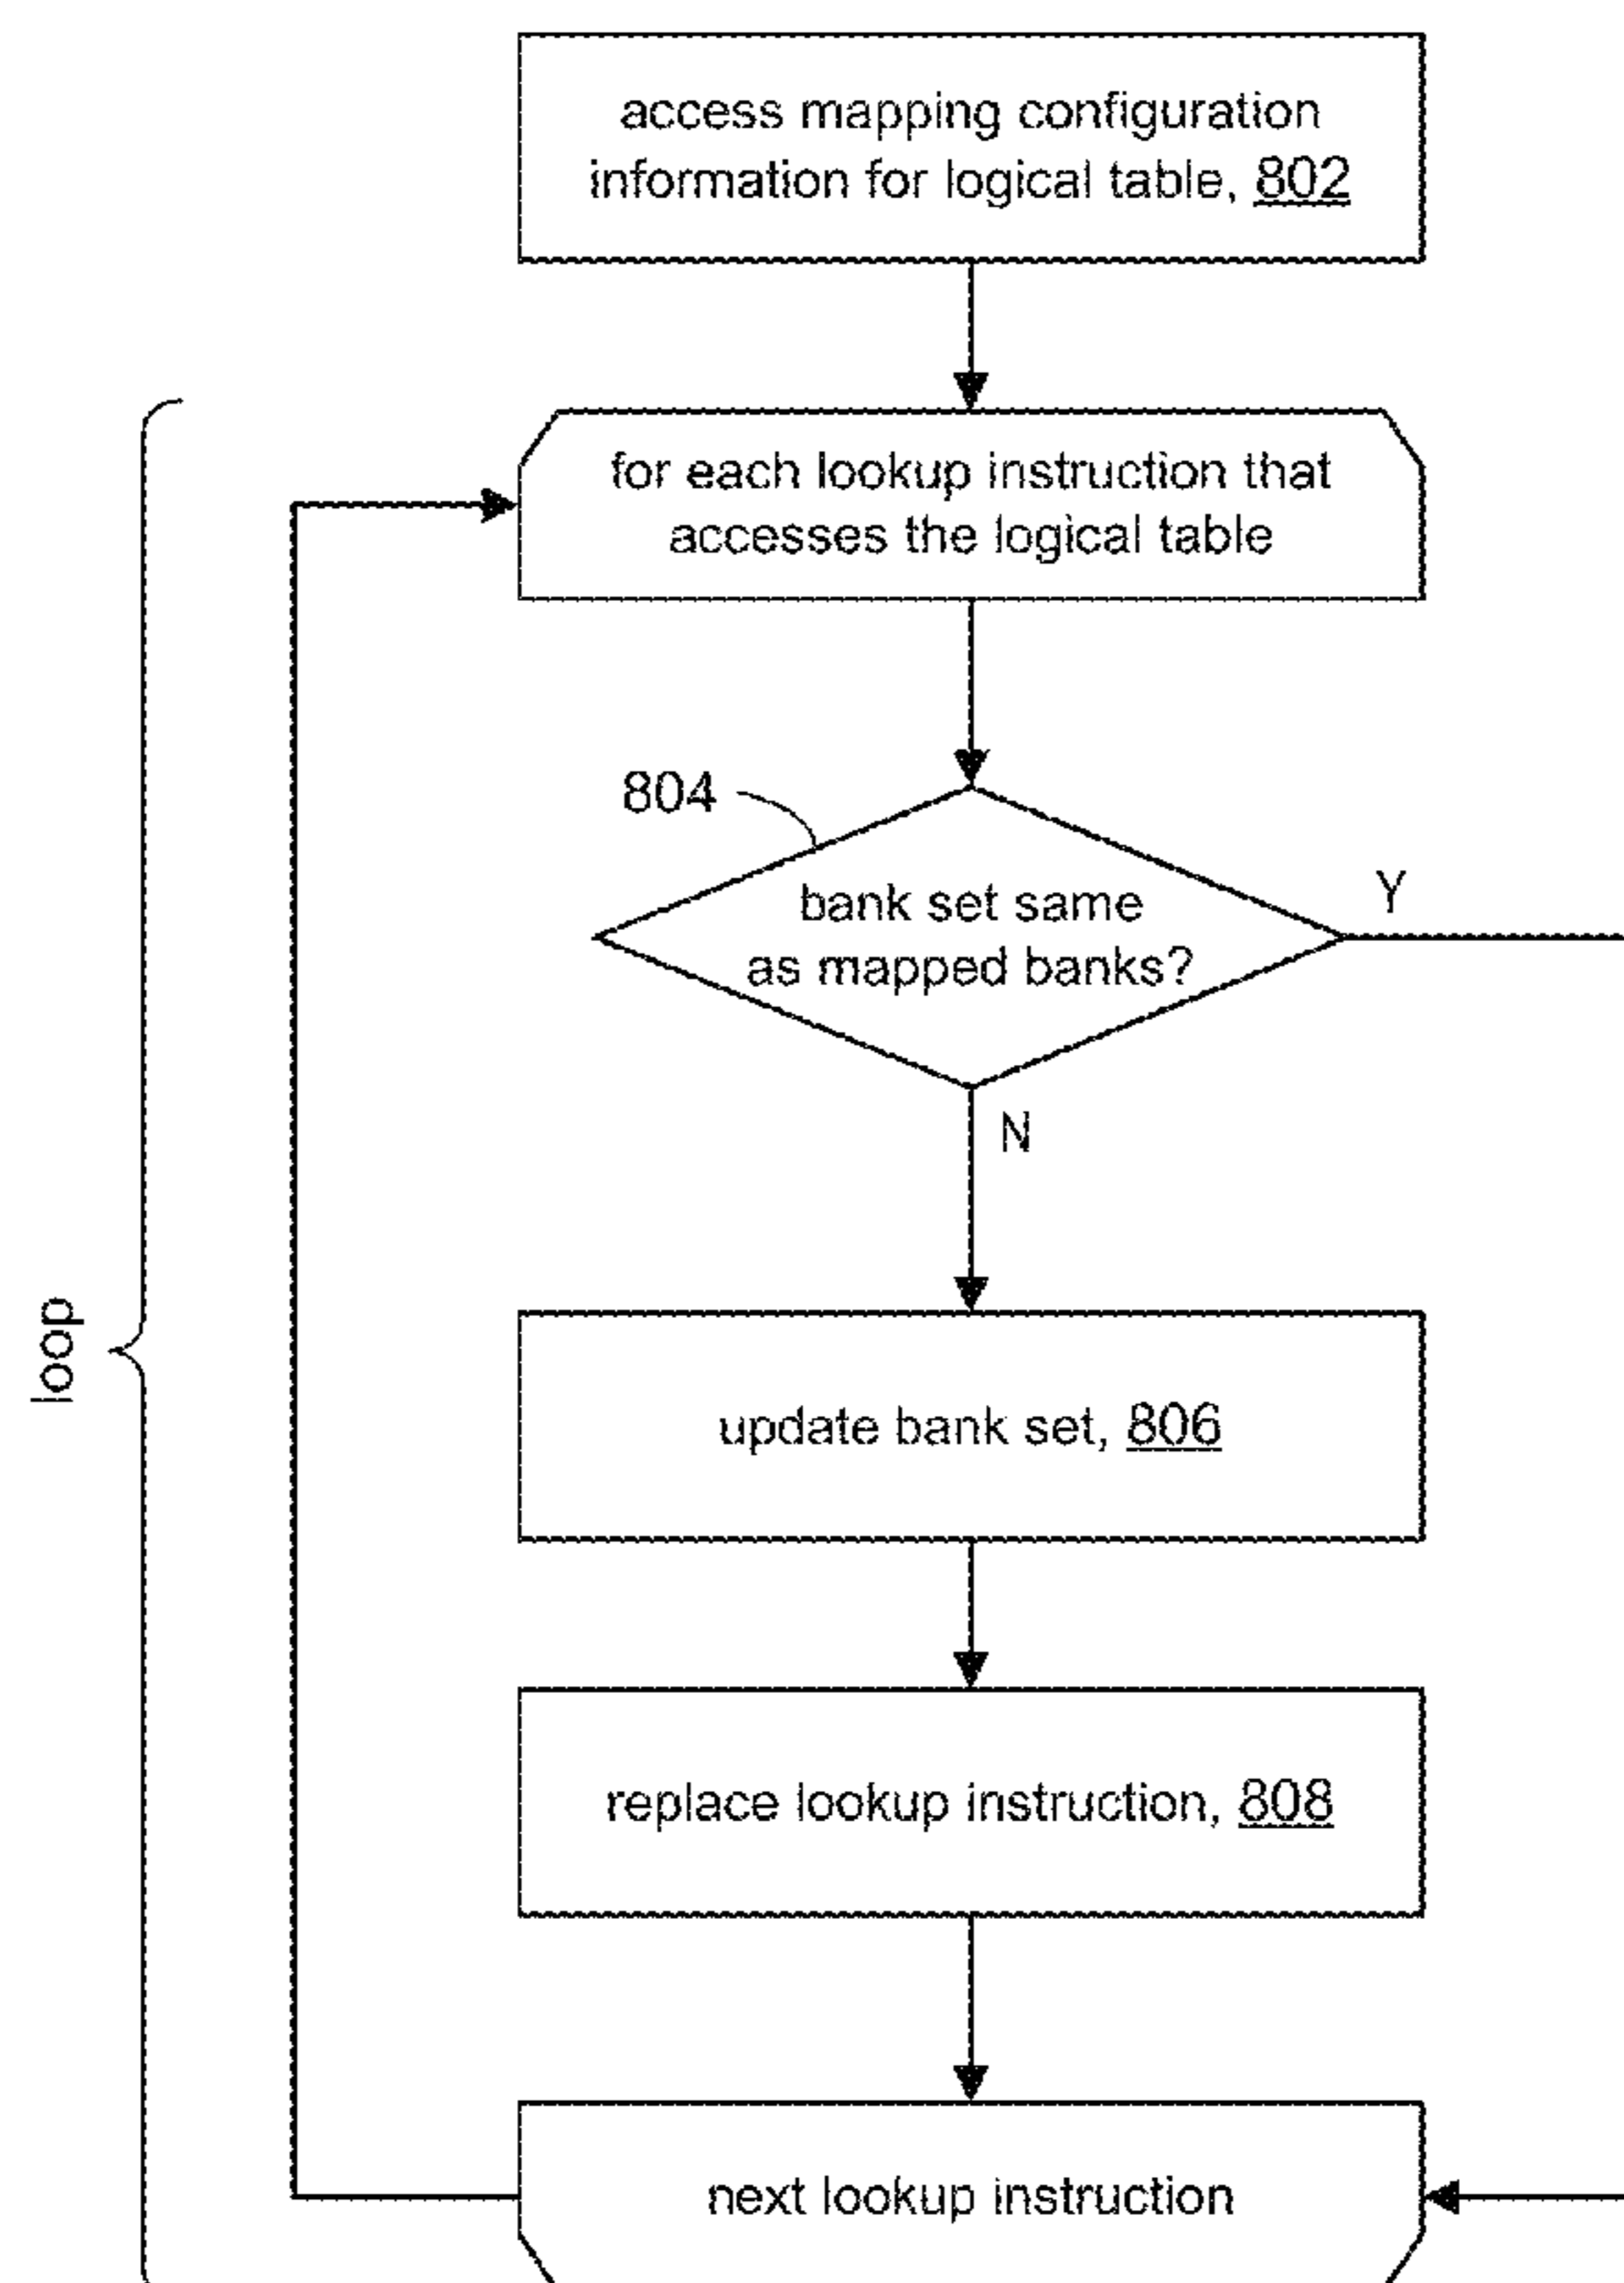 access mapping configuration
information for logical table, 802
for each lookup instruction that
accesses the logical table
804
bank set same
as mapped banks?
Y
N
loop
update bank set, 806
replace lookup instruction, 808
next lookup instruction